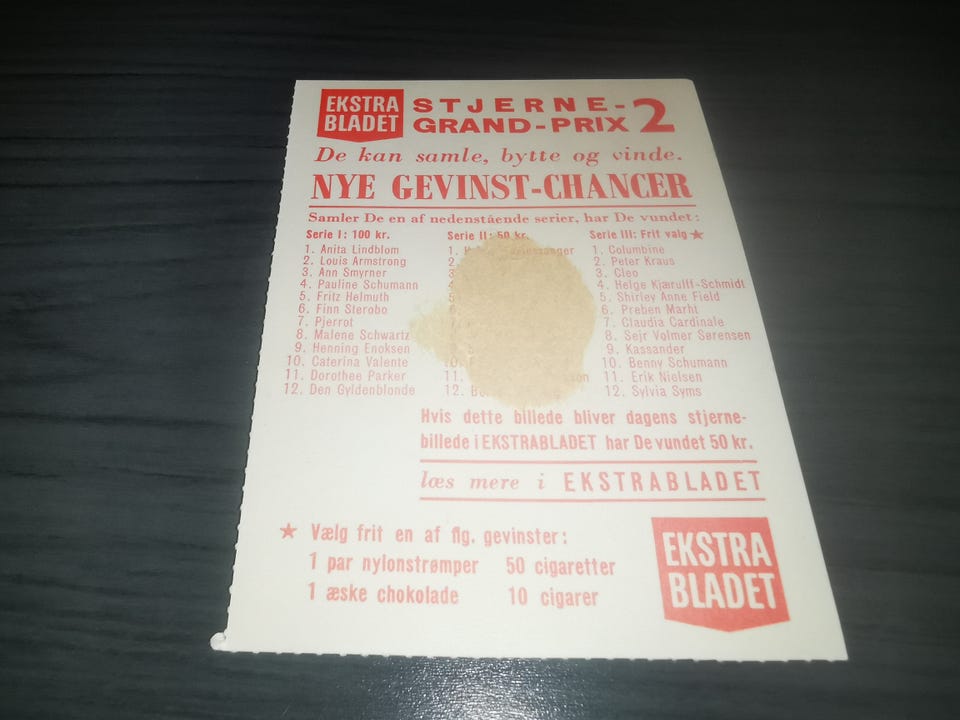 EKSTRA
BLADET
STJERNE-
GRAND-PRIX 2
De kan samle, bytte og vinde.
NYE GEVINST-CHANCER
Samler De en af nedenstående serier, har De vundet:
Serie I: 100 kr.
1. Anita Lindblom
2. Louis Armstrong
3. Ann Smyrner
4. Pauline Schumann
5. Fritz Helmuth
6. Finn Sterobo
7. Pjerrot
8. Malene Schwartz
9. Henning Enoksen
10. Caterina Valente
11. Dorothee Parker
12. Den Gyldenblonde
Serie II: 50 kr.
1.
2.
5
10.
11.
12.
Serie III: Frit valg ★
1. Columbine
2. Peter Kraus
3. Cleo
4. Helge Kjærulff-Schmidt
5. Shirley Anne Field
6. Preben Marht
7. Claudia Cardinale
8. Sejr Volmer Sørensen
9. Kassander
10. Benny Schumann
11. Erik Nielsen
12. Sylvia Syms
Hvis dette billede bliver dagens stjerne-
billede i EKSTRABLADET har De vundet 50 kr.
læs mere i EKSTRABLADET
★ Vælg frit en af flg. gevinster:
1 par nylonstrømper 50 cigaretter
1 æske chokolade 10 cigarer
EKSTRA
BLADET